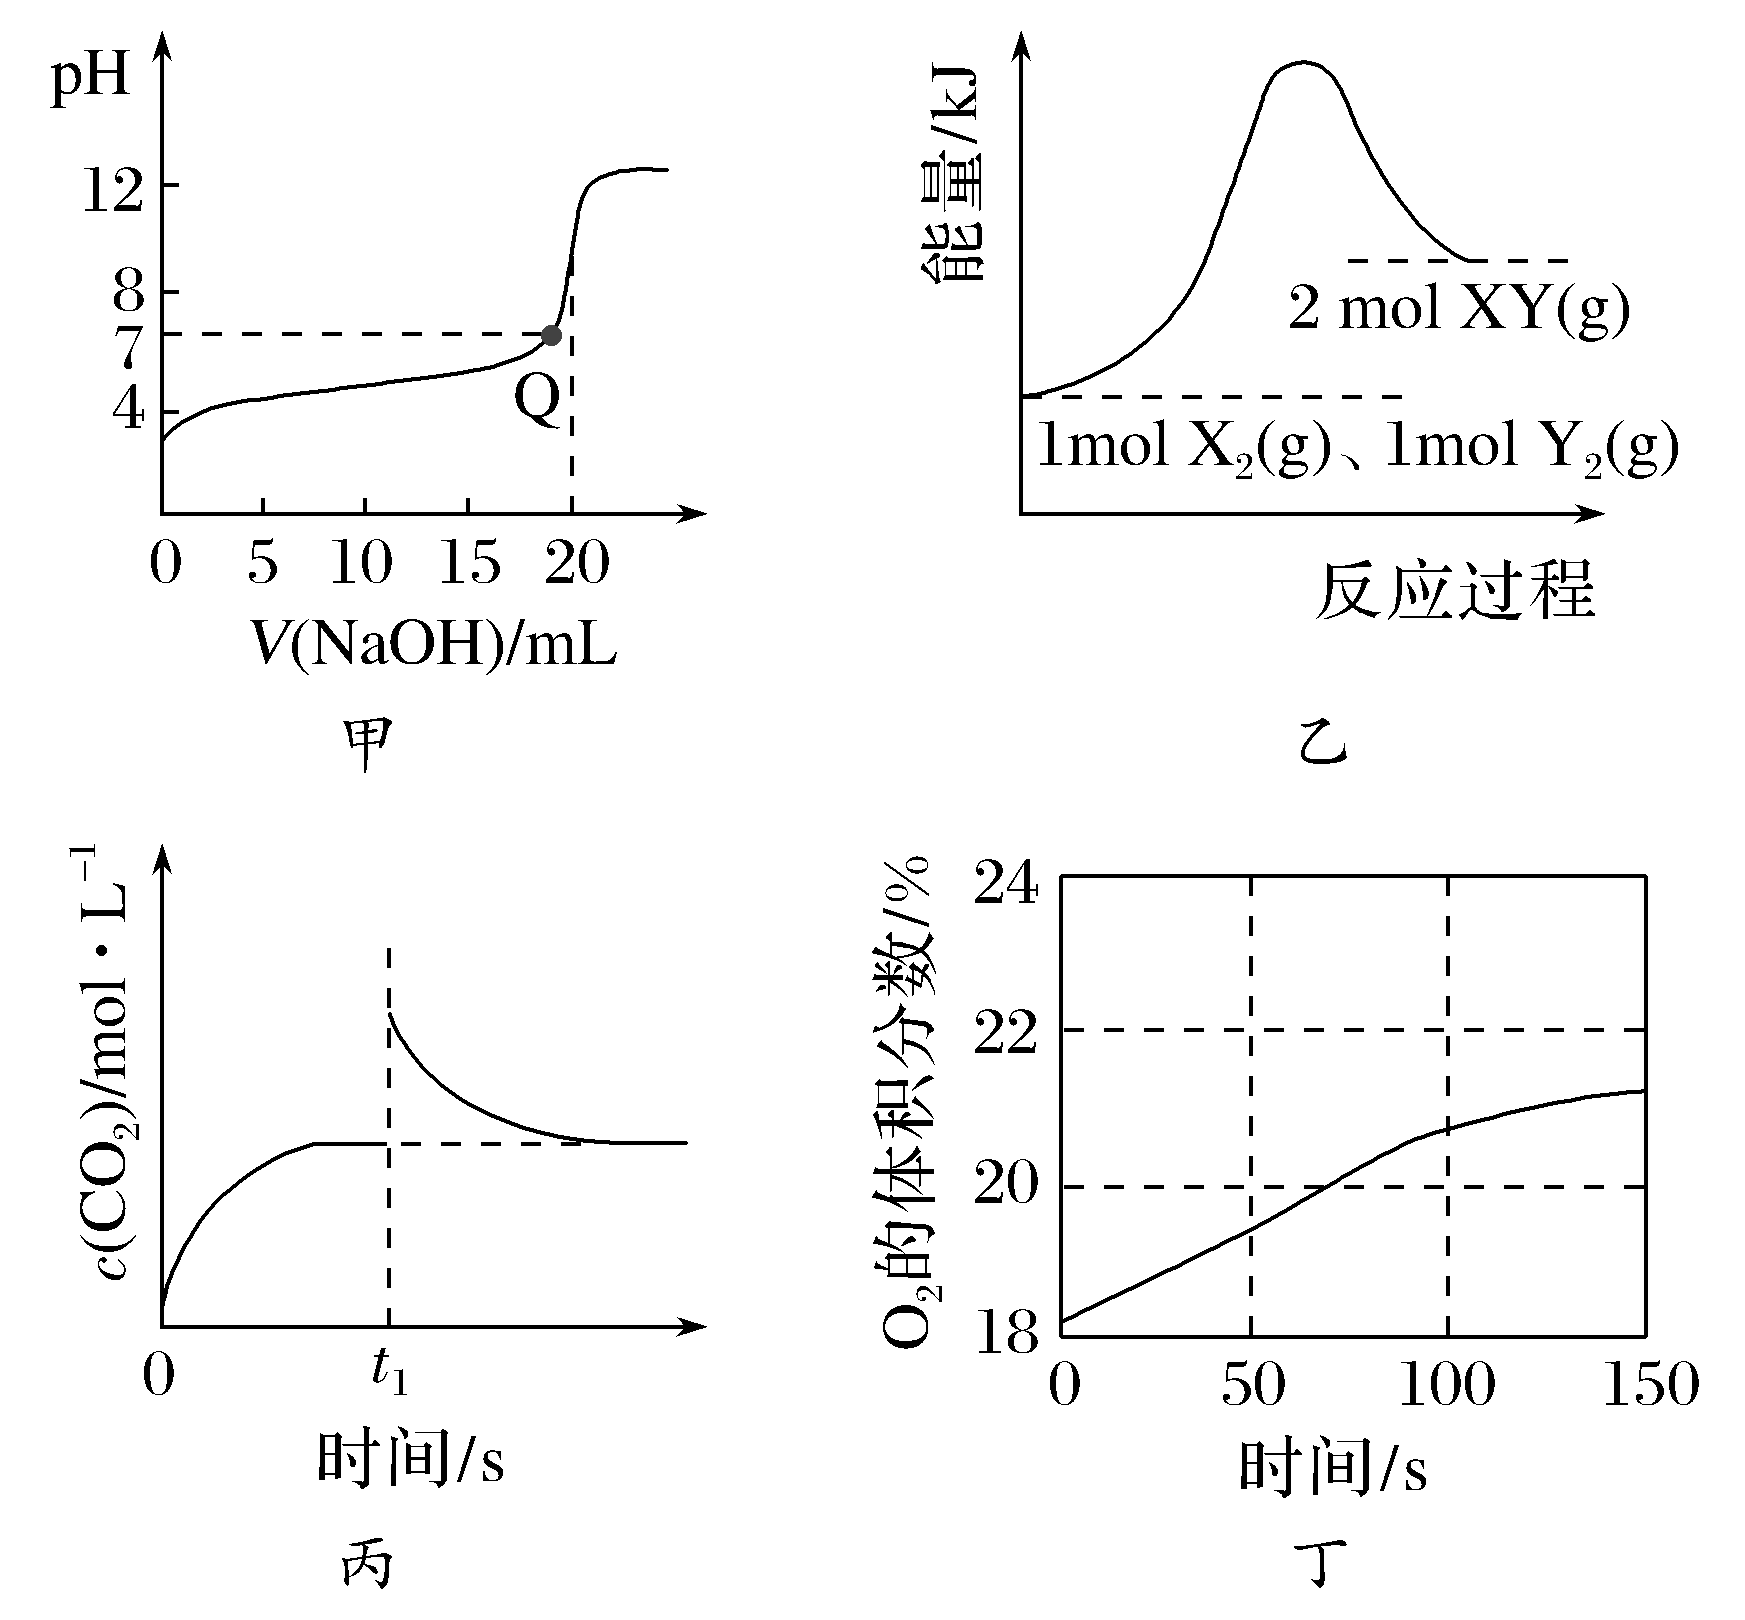 pH
12
8
7
4
Q
0 5 10 15 20
V(NaOH)/mL
甲
能量/kJ
2 mol XY(g)
1mol X₂(g)、1mol Y₂(g)
反应过程
乙
c(CO₂)/mol·L⁻¹
0 t₁
时间/s
丙
O₂的体积分数/%
24
22
20
18
0 50 100 150
时间/s
丁